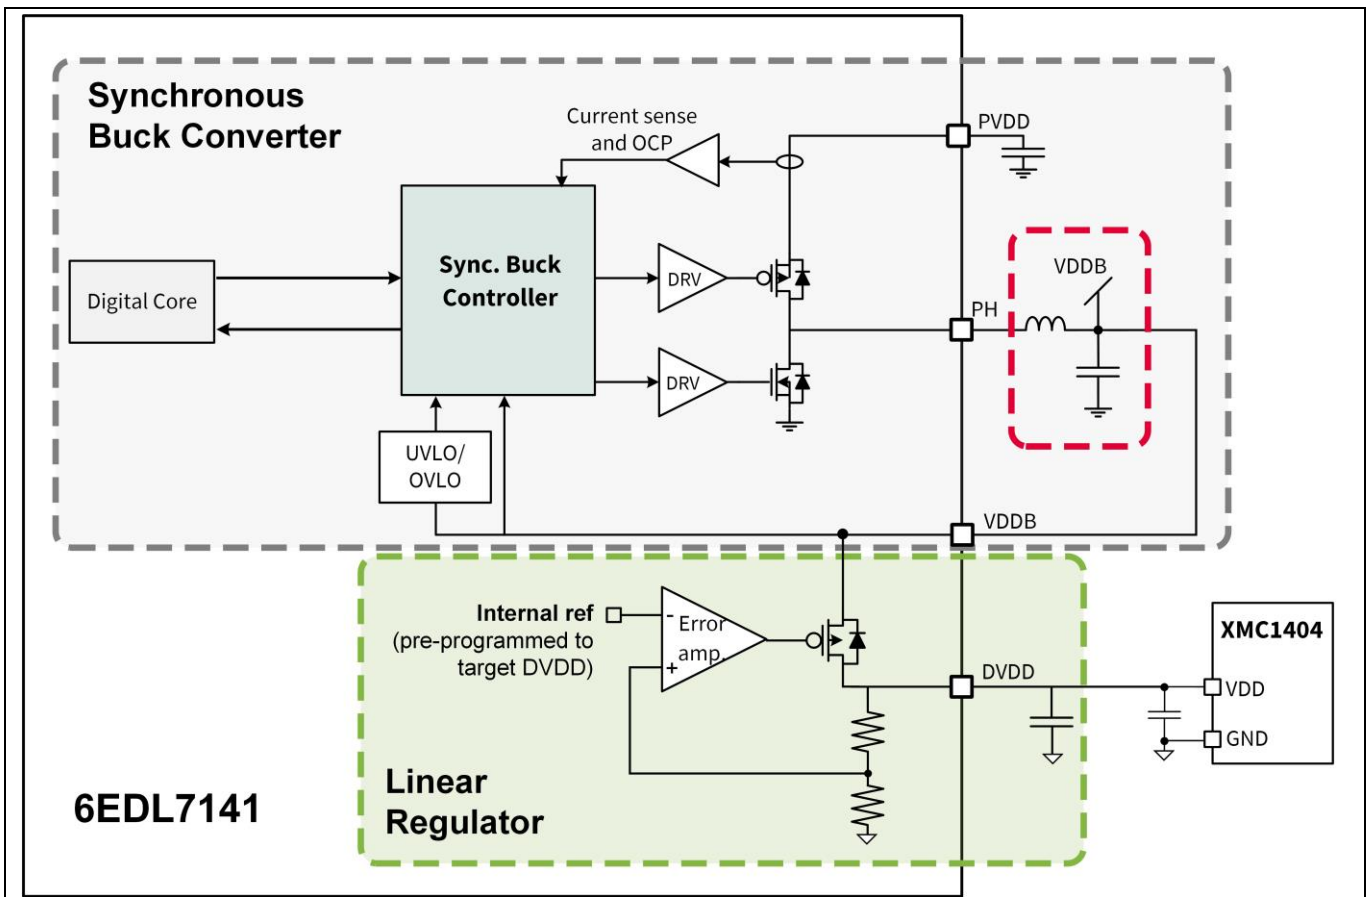 Synchronous
Buck Converter
Current sense
and OCP
PVDD
Digital Core
Sync. Buck
Controller
DRV
VDDB
PH
DRV
UVLO/
OVLO
VDDB
Internal ref
(pre-programmed to
target DVDD)
-
Error
amp.
+
DVDD
XMC1404
VDD
GND
Linear
Regulator
6EDL7141